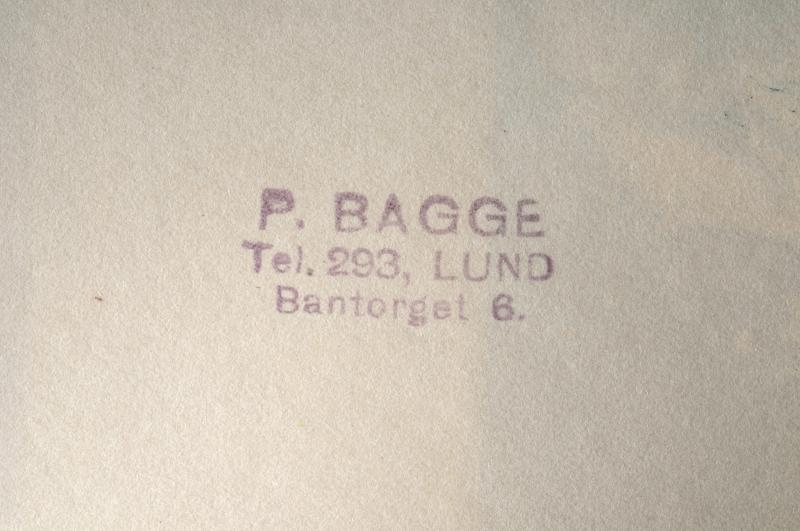 P. BAGGE
Tel. 293, LUND
Bantorget 6.